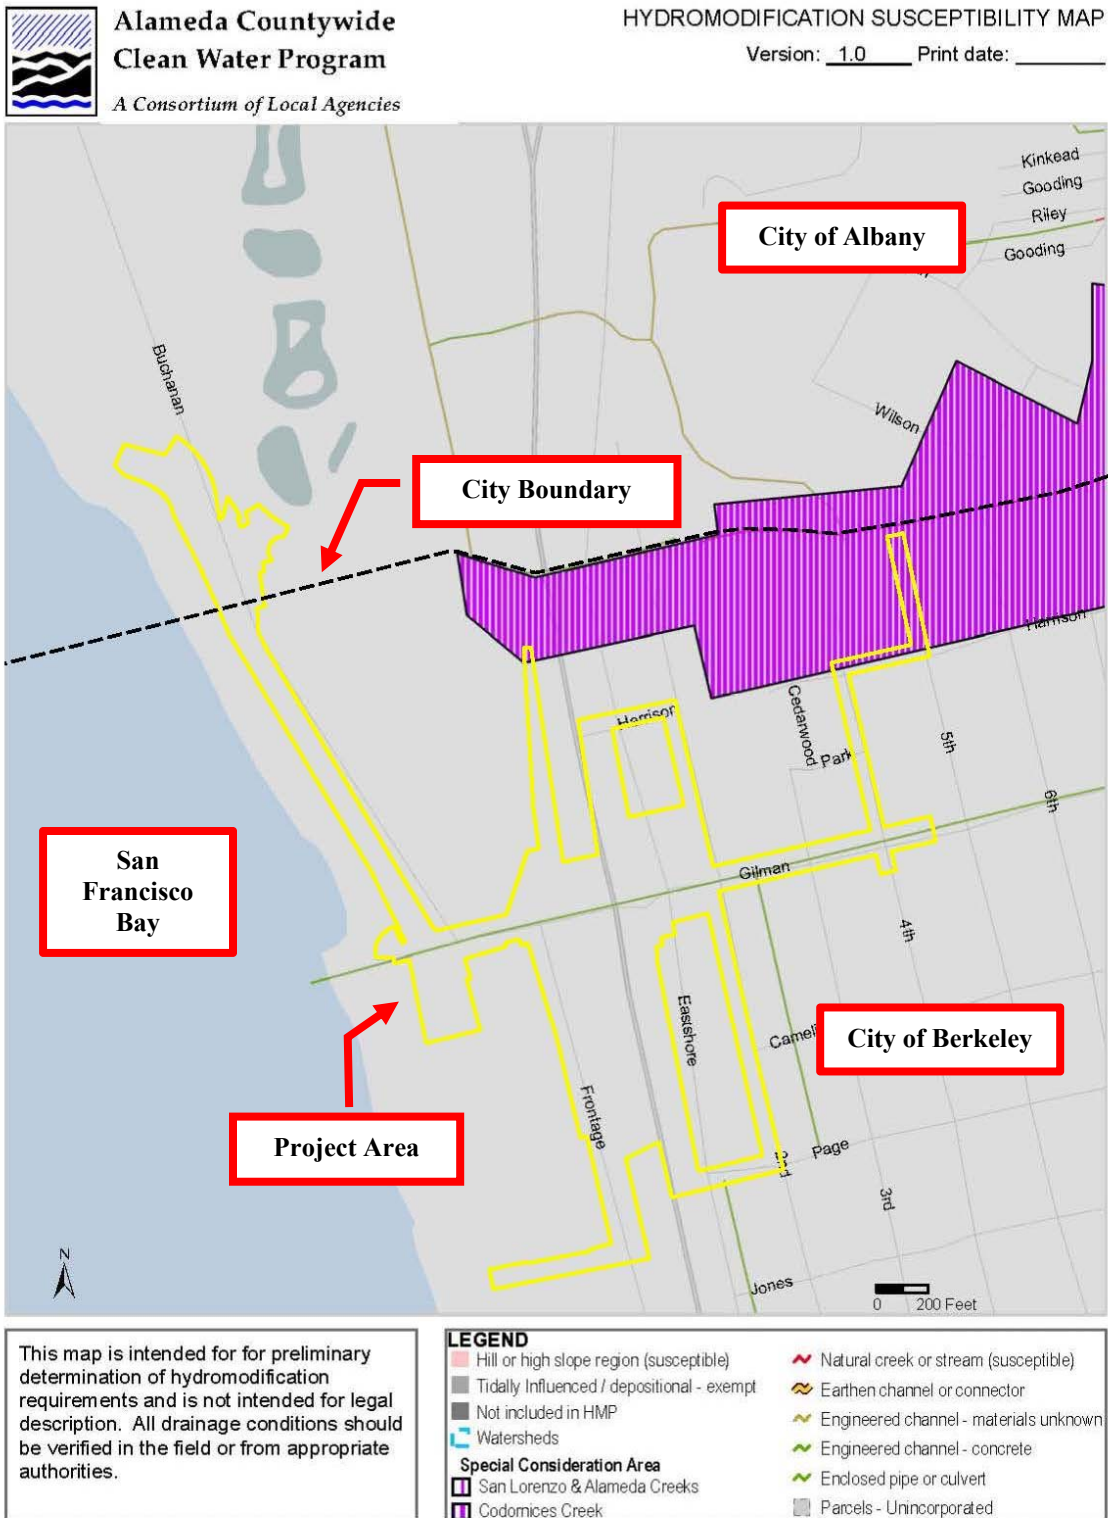 Alameda Countywide
Clean Water Program
A Consortium of Local Agencies
HYDROMODIFICATION SUSCEPTIBILITY MAP
Version: 1.0 Print date:
Kinkead
Gooding
Riley
Gooding
City of Albany
Buchanan
Wilson
City Boundary
Harrison
Harrison
Cedarwood
Park
5th
6th
San
Francisco
Bay
Gilman
4th
Eastshore
Cameli
City of Berkeley
Frontage
Project Area
Page
2nd
3rd
N
Jones
0 200 Feet
This map is intended for for preliminary
determination of hydromodification
requirements and is not intended for legal
description. All drainage conditions should
be verified in the field or from appropriate
authorities.
LEGEND
Hill or high slope region (susceptible)
Tidally Influenced / depositional - exempt
Not included in HMP
Watersheds
Special Consideration Area
San Lorenzo & Alameda Creeks
Codornices Creek
Natural creek or stream (susceptible)
Earthen channel or connector
Engineered channel - materials unknown
Engineered channel - concrete
Enclosed pipe or culvert
Parcels - Unincorporated